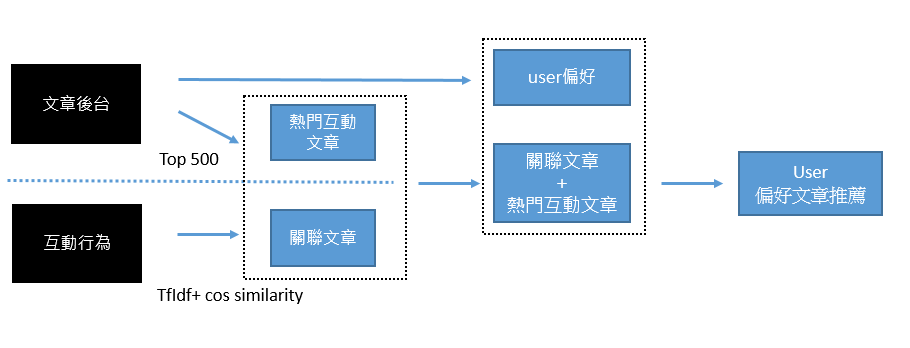 文章後台
Top 500
熱門互動
文章
互動行為
TfIdf+ cos similarity
關聯文章
user偏好
關聯文章
+
熱門互動文章
User
偏好文章推薦